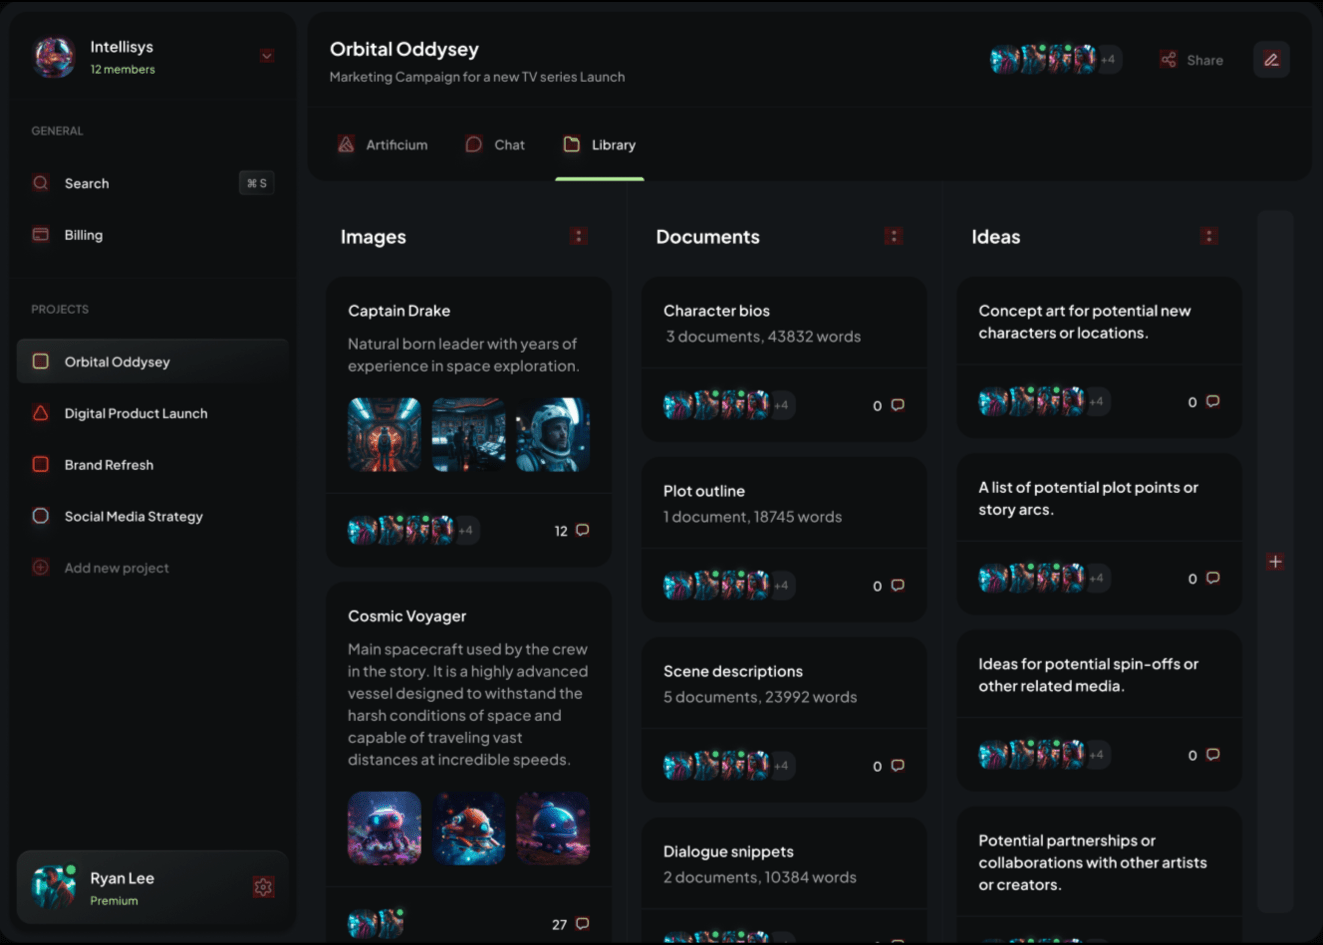 Intellisys
12 members
GENERAL
Search
⌘ S
Billing
PROJECTS
Orbital Oddysey
Digital Product Launch
Brand Refresh
Social Media Strategy
Add new project
Ryan Lee
Premium
Orbital Oddysey
Marketing Campaign for a new TV series Launch
+4
Share
Artificium
Chat
Library
Images
Captain Drake
Natural born leader with years of
experience in space exploration.
+4
12
Cosmic Voyager
Main spacecraft used by the crew
in the story. It is a highly advanced
vessel designed to withstand the
harsh conditions of space and
capable of traveling vast
distances at incredible speeds.
27
Documents
Character bios
3 documents, 43832 words
+4
0
Plot outline
1 document, 18745 words
+4
0
Scene descriptions
5 documents, 23992 words
+4
0
Dialogue snippets
2 documents, 10384 words
Ideas
Concept art for potential new
characters or locations.
+4
0
A list of potential plot points or
story arcs.
+4
0
Ideas for potential spin-offs or
other related media.
+4
0
Potential partnerships or
collaborations with other artists
or creators.
+